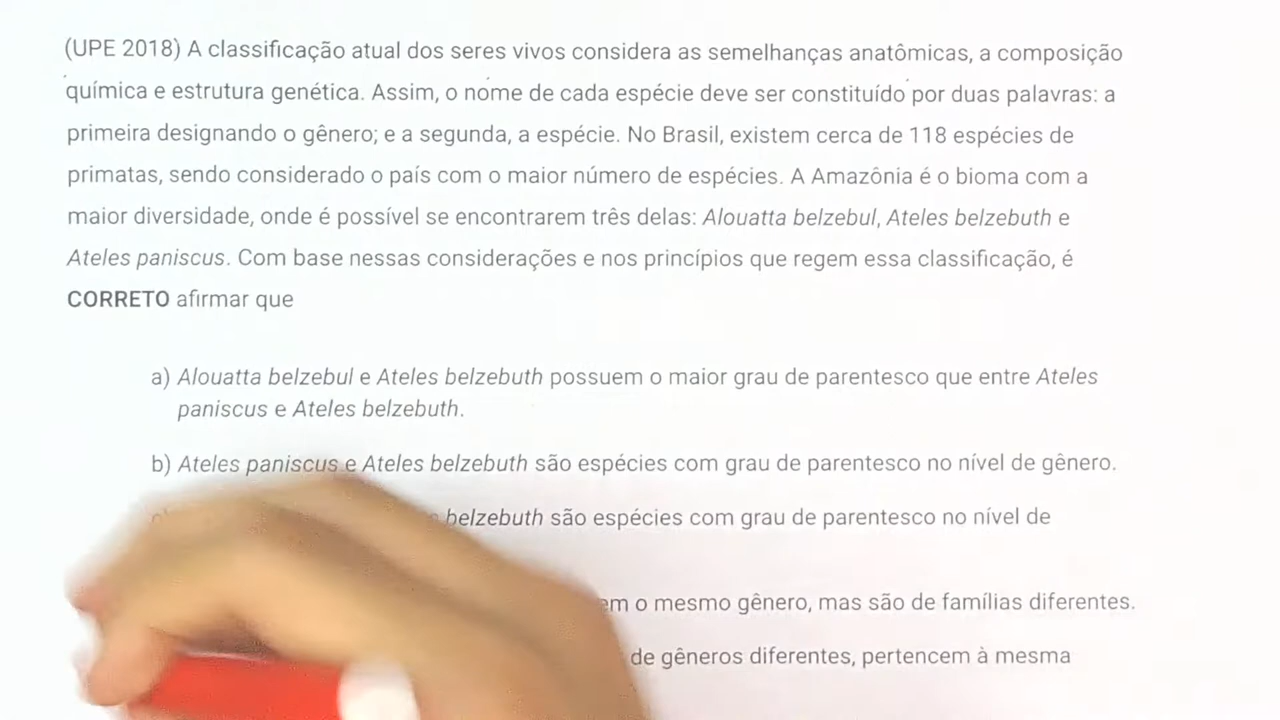 (UPE 2018) A classificação atual dos seres vivos considera as semelhanças anatômicas, a composição
química e estrutura genética. Assim, o nome de cada espécie deve ser constituído por duas palavras: a
primeira designando o gênero; e a segunda, a espécie. No Brasil, existem cerca de 118 espécies de
primatas, sendo considerado o país com o maior número de espécies. A Amazônia é o bioma com a
maior diversidade, onde é possível se encontrarem três delas: Alouatta belzebul, Ateles belzebuth e
Ateles paniscus. Com base nessas considerações e nos princípios que regem essa classificação, é
CORRETO afirmar que
a) Alouatta belzebul e Ateles belzebuth possuem o maior grau de parentesco que entre Ateles
paniscus e Ateles belzebuth.
b) Ateles paniscus e Ateles belzebuth são espécies com grau de parentesco no nível de gênero.
belzebuth são espécies com grau de parentesco no nível de
o mesmo gênero, mas são de famílias diferentes.
de gêneros diferentes, pertencem à mesma